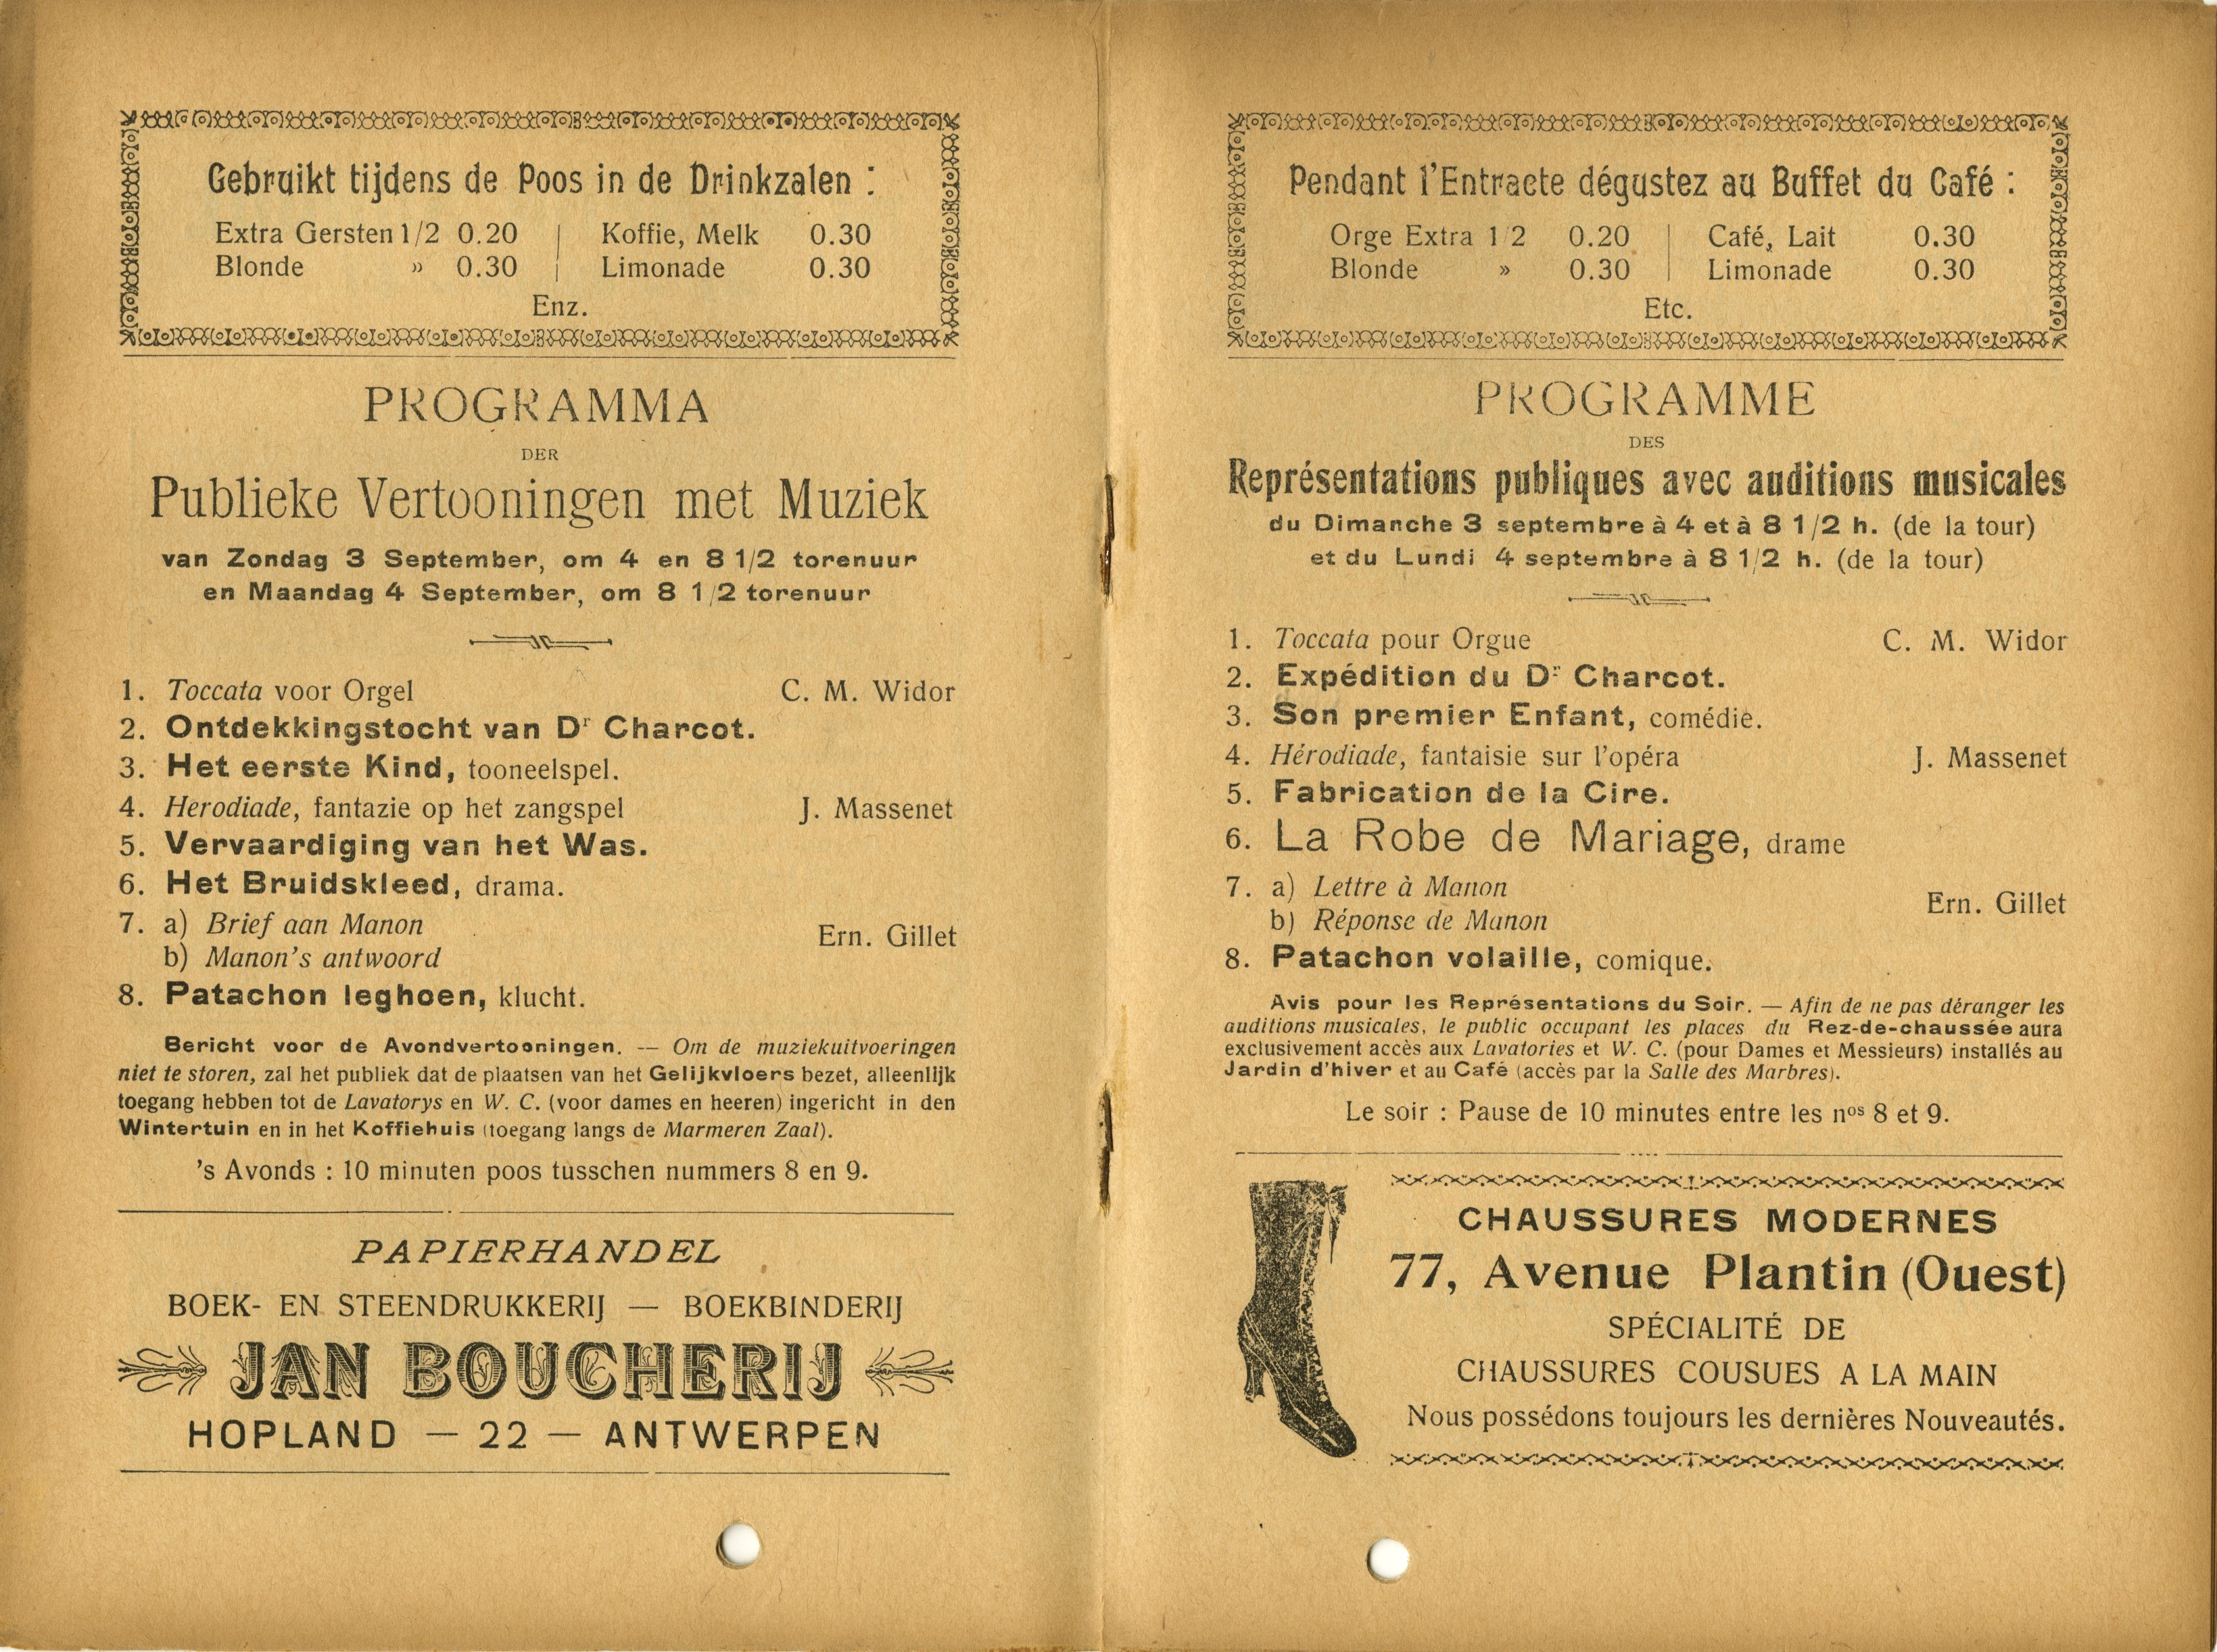 Gebruikt tijdens de Poos in de Drinkzalen :
Extra Gersten 1/2 0.20 | Koffie, Melk 0.30
Blonde » 0.30 | Limonade 0.30
Enz.
PROGRAMMA
DER
Publieke Vertooningen met Muziek
van Zondag 3 September, om 4 en 8 1/2 torenuur
en Maandag 4 September, om 8 1/2 torenuur
1. Toccata voor Orgel C. M. Widor
2. Ontdekkingstocht van Dr Charcot.
3. Het eerste Kind, tooneelspel.
4. Herodiade, fantazie op het zangspel J. Massenet
5. Vervaardiging van het Was.
6. Het Bruidskleed, drama.
7. a) Brief aan Manon
Ern. Gillet
b) Manon's antwoord
8. Patachon leghoen, klucht.
Bericht voor de Avondvertooningen. — Om de muziekuitvoeringen
niet te storen, zal het publiek dat de plaatsen van het Gelijkvloers bezet, alleenlijk
toegang hebben tot de Lavatorys en W. C. (voor dames en heeren) ingericht in den
Wintertuin en in het Koffiehuis (toegang langs de Marmeren Zaal).
's Avonds : 10 minuten poos tusschen nummers 8 en 9.
PAPIERHANDEL
BOEK- EN STEENDRUKKERIJ — BOEKBINDERIJ
JAN BOUCHERIJ
HOPLAND — 22 — ANTWERPEN
Pendant l'Entracte dégustez au Buffet du Café :
Orge Extra 1/2 0.20 | Café, Lait 0.30
Blonde » 0.30 | Limonade 0.30
Etc.
PROGRAMME
DES
Représentations publiques avec auditions musicales
du Dimanche 3 septembre à 4 et à 8 1/2 h. (de la tour)
et du Lundi 4 septembre à 8 1/2 h. (de la tour)
1. Toccata pour Orgue C. M. Widor
2. Expédition du Dr Charcot.
3. Son premier Enfant, comédie.
4. Hérodiade, fantaisie sur l'opéra J. Massenet
5. Fabrication de la Cire.
6. La Robe de Mariage, drame
7. a) Lettre à Manon
Ern. Gillet
b) Réponse de Manon
8. Patachon volaille, comique.
Avis pour les Représentations du Soir. — Afin de ne pas déranger les
auditions musicales, le public occupant les places du Rez-de-chaussée aura
exclusivement accès aux Lavatories et W. C. (pour Dames et Messieurs) installés au
Jardin d'hiver et au Café (accès par la Salle des Marbres).
Le soir : Pause de 10 minutes entre les nos 8 et 9.
CHAUSSURES MODERNES
77, Avenue Plantin (Ouest)
SPÉCIALITÉ DE
CHAUSSURES COUSUES A LA MAIN
Nous possédons toujours les dernières Nouveautés.